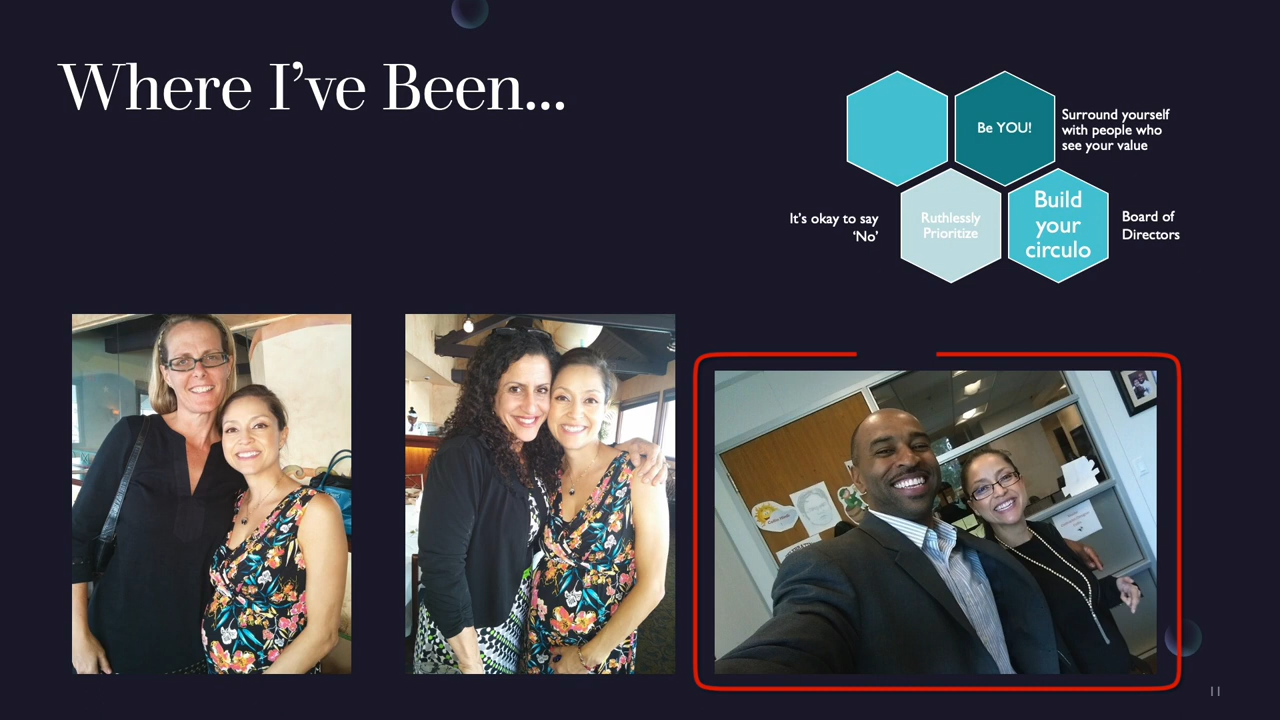 Where I’ve Been...
Be YOU!
Surround yourself
with people who
see your value
It’s okay to say
‘No’
Ruthlessly
Prioritize
Build
your
circulo
Board of
Directors
11